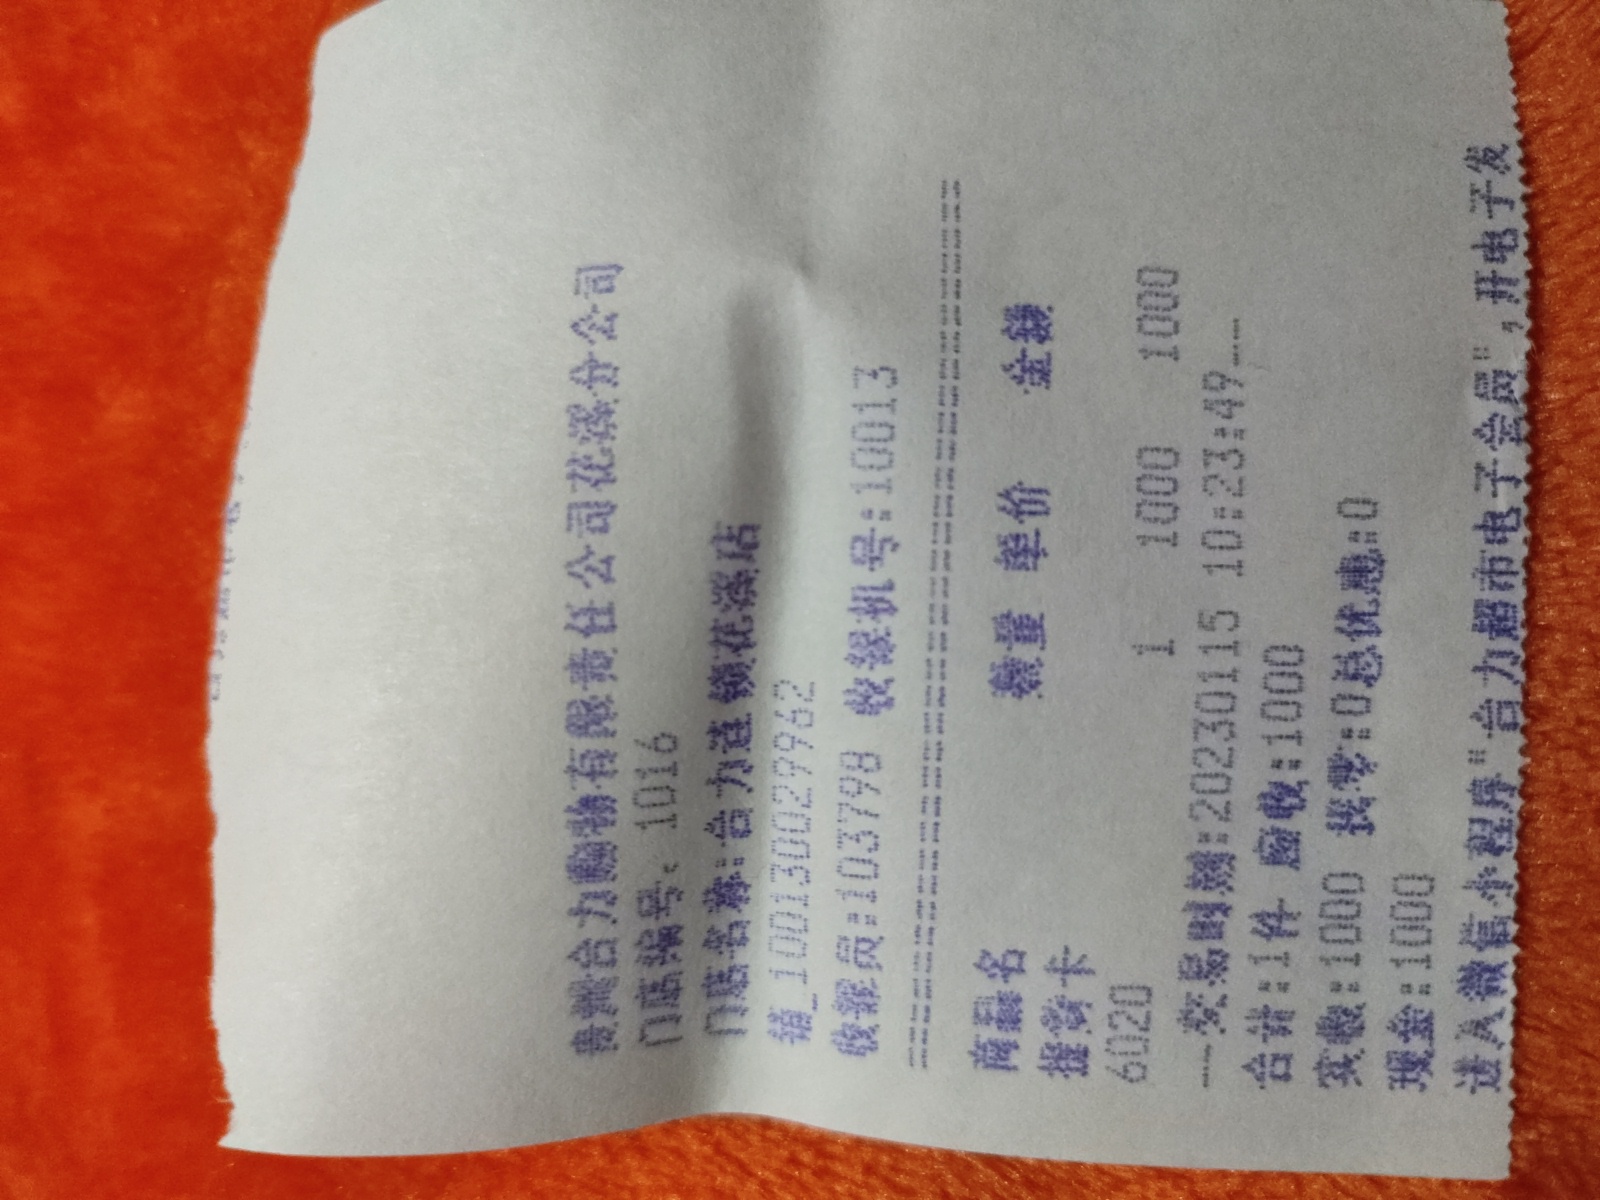 贵州合力购物有限责任公司花溪分公司
门店编号: 1016
门店名称:合力连锁花溪店
销_100130029962
收银员:103798 收银机号:10013
==========================================
商品名 数量 单价 金额
提货卡
6020 1 1000 1000
---交易时频:20230115 10:23:49---
合计:1件 应收:1000
实收:1000 找零:0总优惠:0
现金:1000
进入微信小程序"合力超市电子会员",开电子发